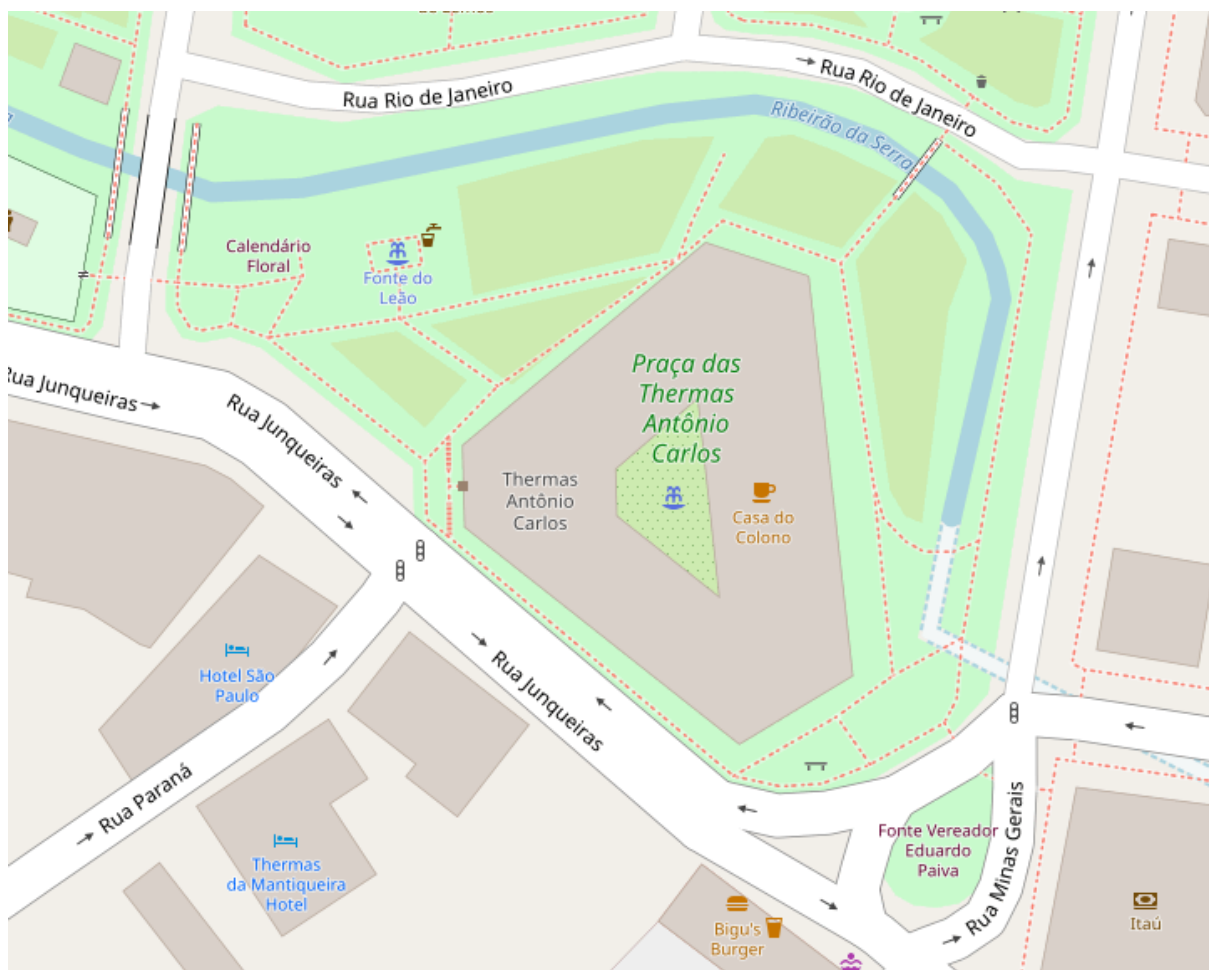 Rua Rio de Janeiro
Rua Rio de Janeiro
Ribeirão da Serra
Calendário
Floral
Fonte do
Leão
Praça das
Thermas
Antônio
Carlos
Rua Junqueiras
Rua Junqueiras
Thermas
Antônio
Carlos
Casa do
Colono
Hotel São
Paulo
Rua Junqueiras
Rua Paraná
Thermas
da Mantiqueira
Hotel
Fonte Vereador
Eduardo
Paiva
Rua Minas Gerais
Bigu's
Burger
Itaú